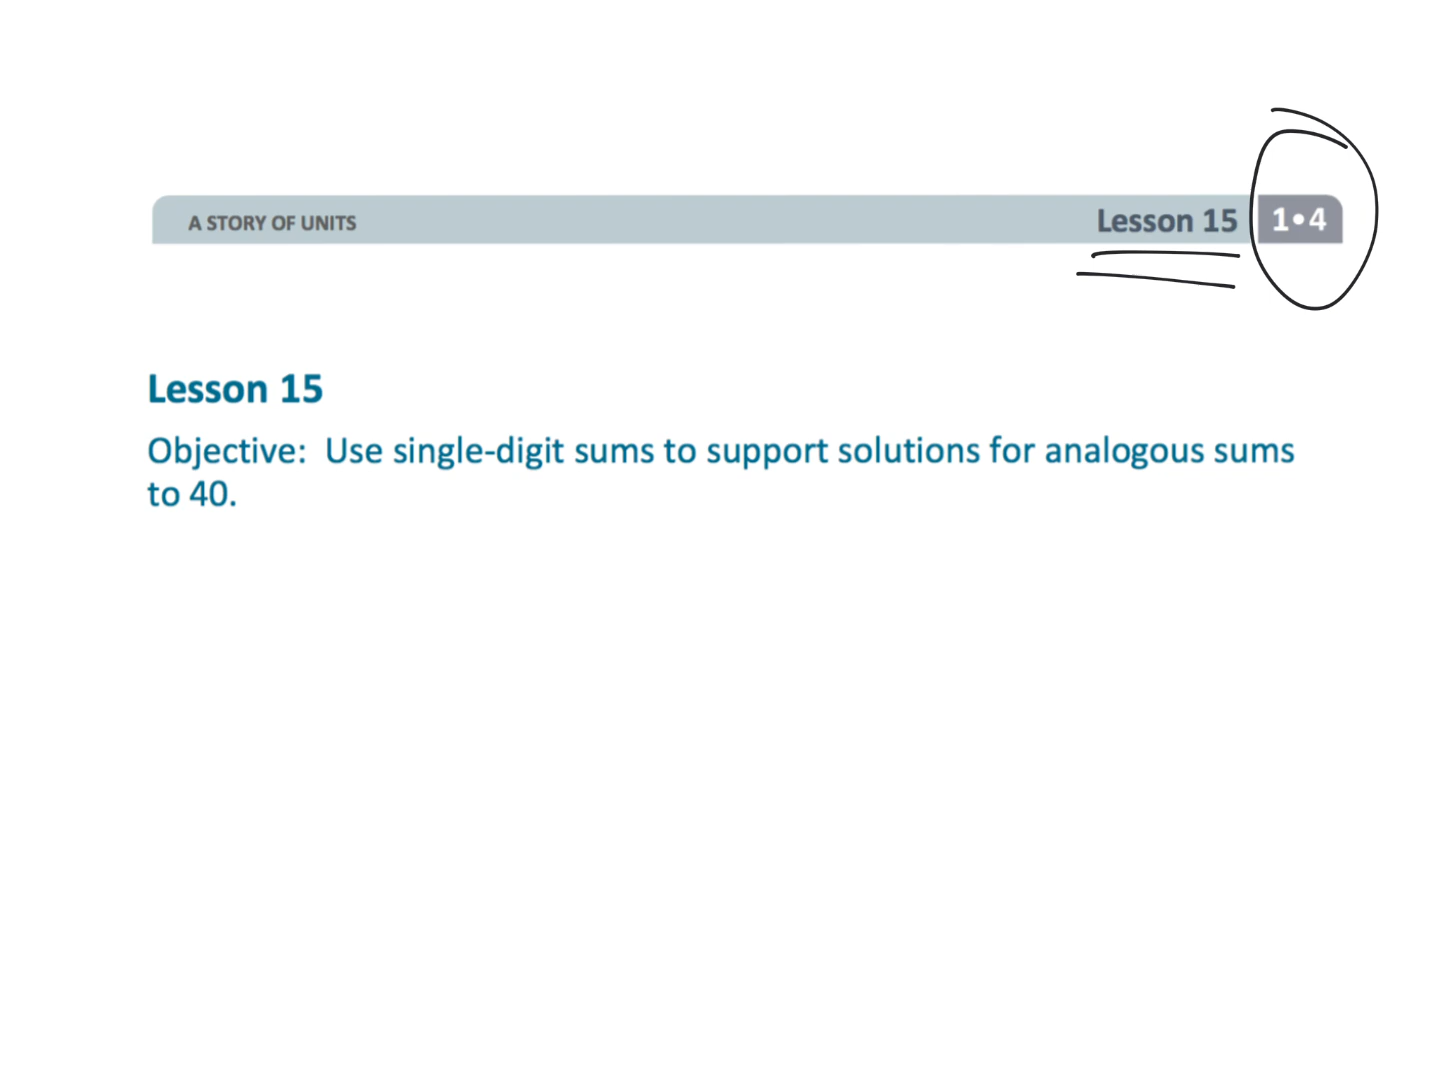 A STORY OF UNITS Lesson 15 1•4
Lesson 15
Objective: Use single-digit sums to support solutions for analogous sums
to 40.